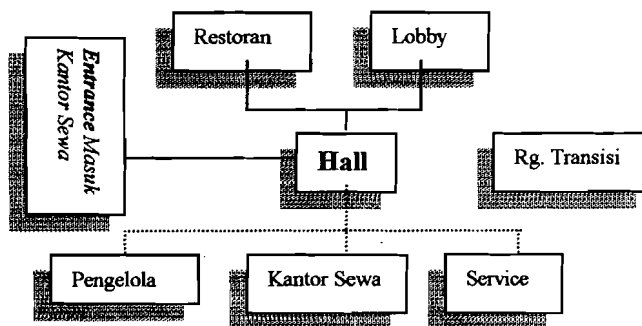 Restoran
Lobby
Entrance Masuk
Kantor Sewa
Hall
Rg. Transisi
Pengelola
Kantor Sewa
Service